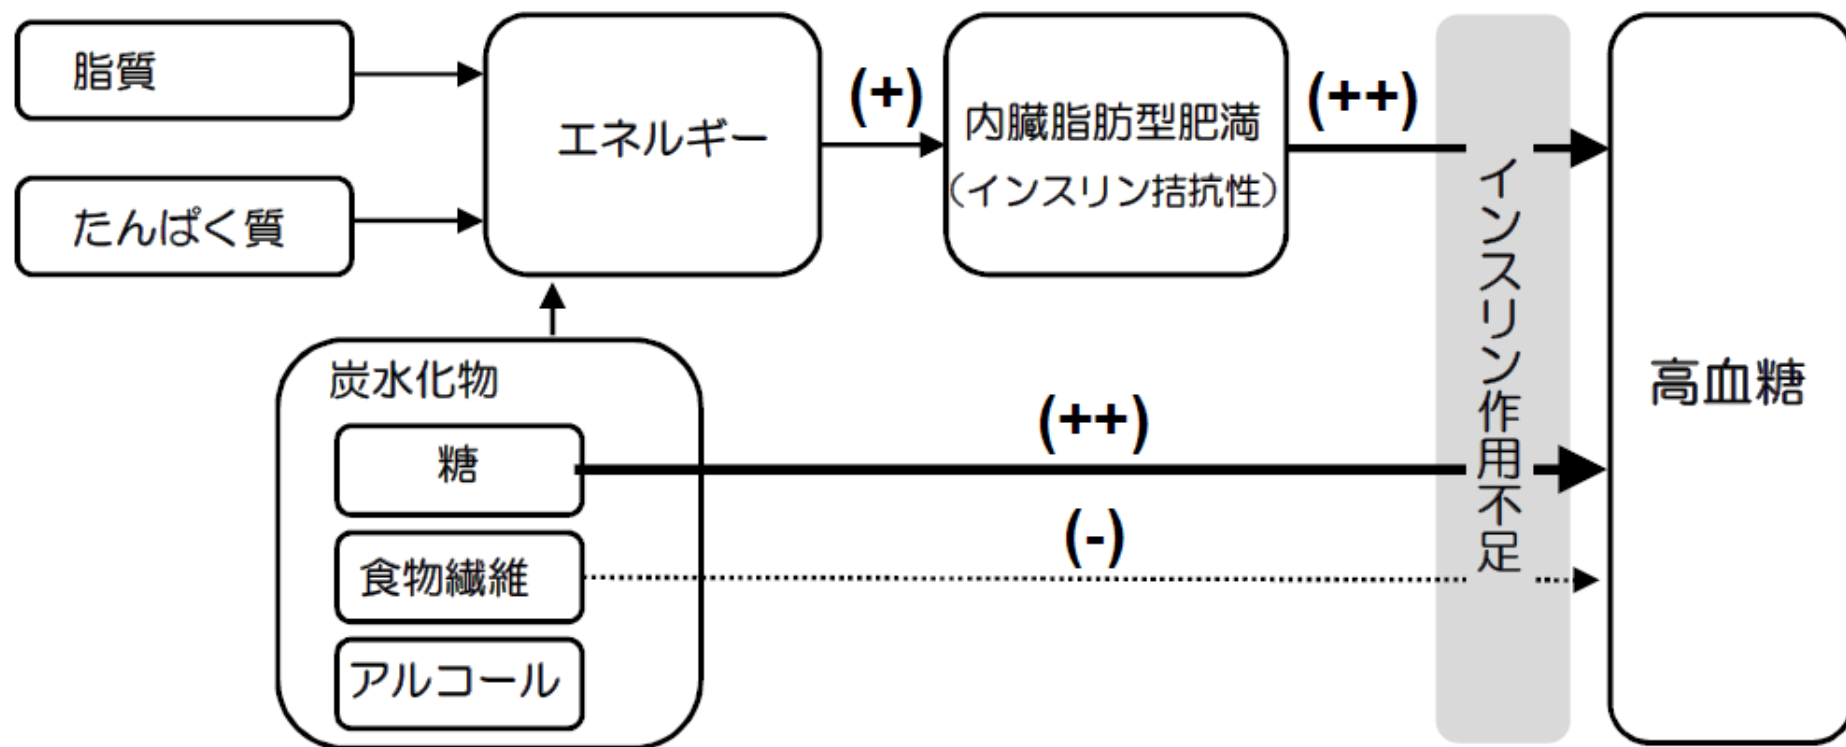 脂質
たんぱく質
エネルギー
(+)
内臓脂肪型肥満
（インスリン拮抗性）
(++)
インスリン作用不足
高血糖
炭水化物
糖
(++)
食物繊維
(-)
アルコール